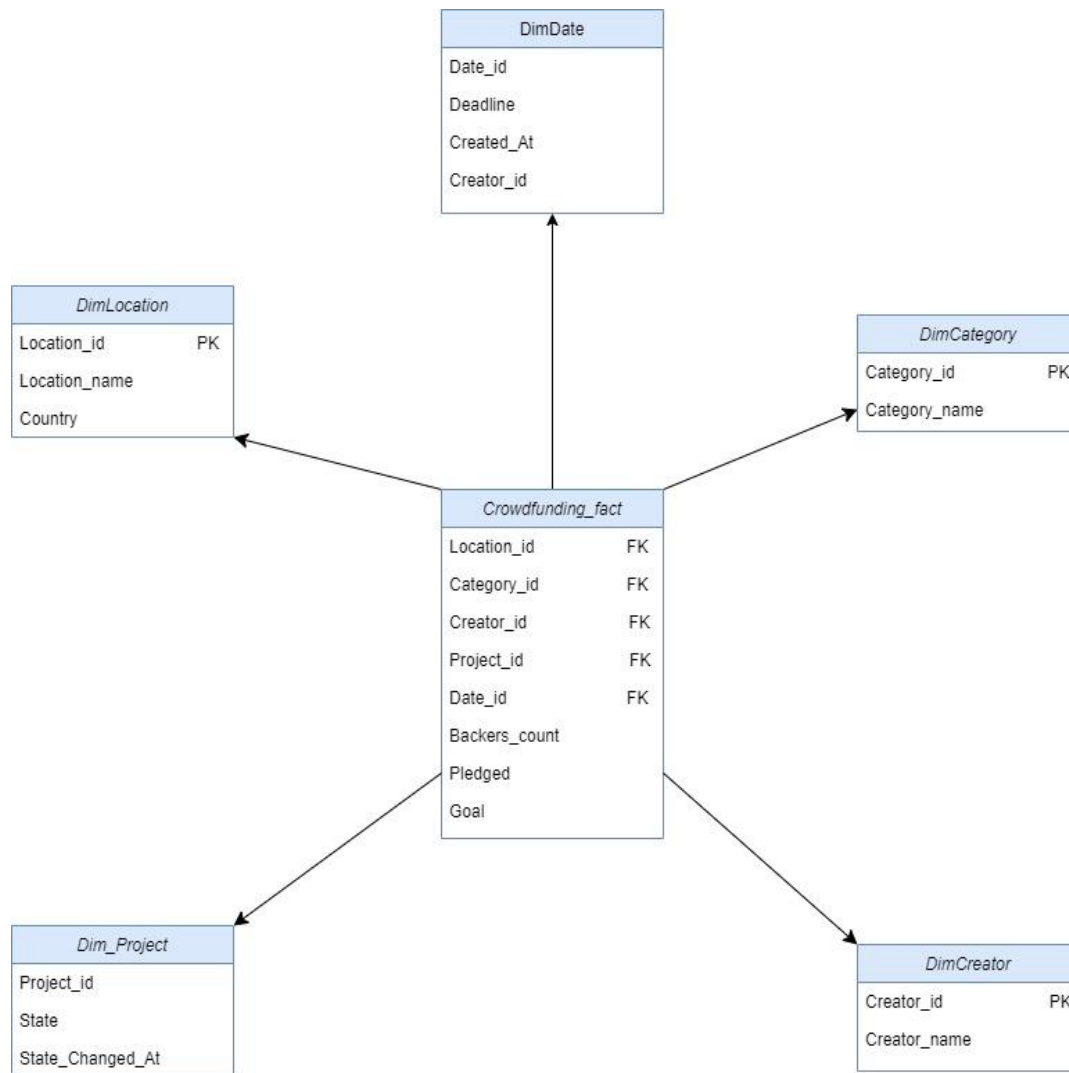 DimDate
Date_id
Deadline
Created_At
Creator_id
DimLocation
Location_id PK
Location_name
Country
DimCategory
Category_id PK
Category_name
Crowdfunding_fact
Location_id FK
Category_id FK
Creator_id FK
Project_id FK
Date_id FK
Backers_count
Pledged
Goal
Dim_Project
Project_id
State
State_Changed_At
DimCreator
Creator_id PK
Creator_name